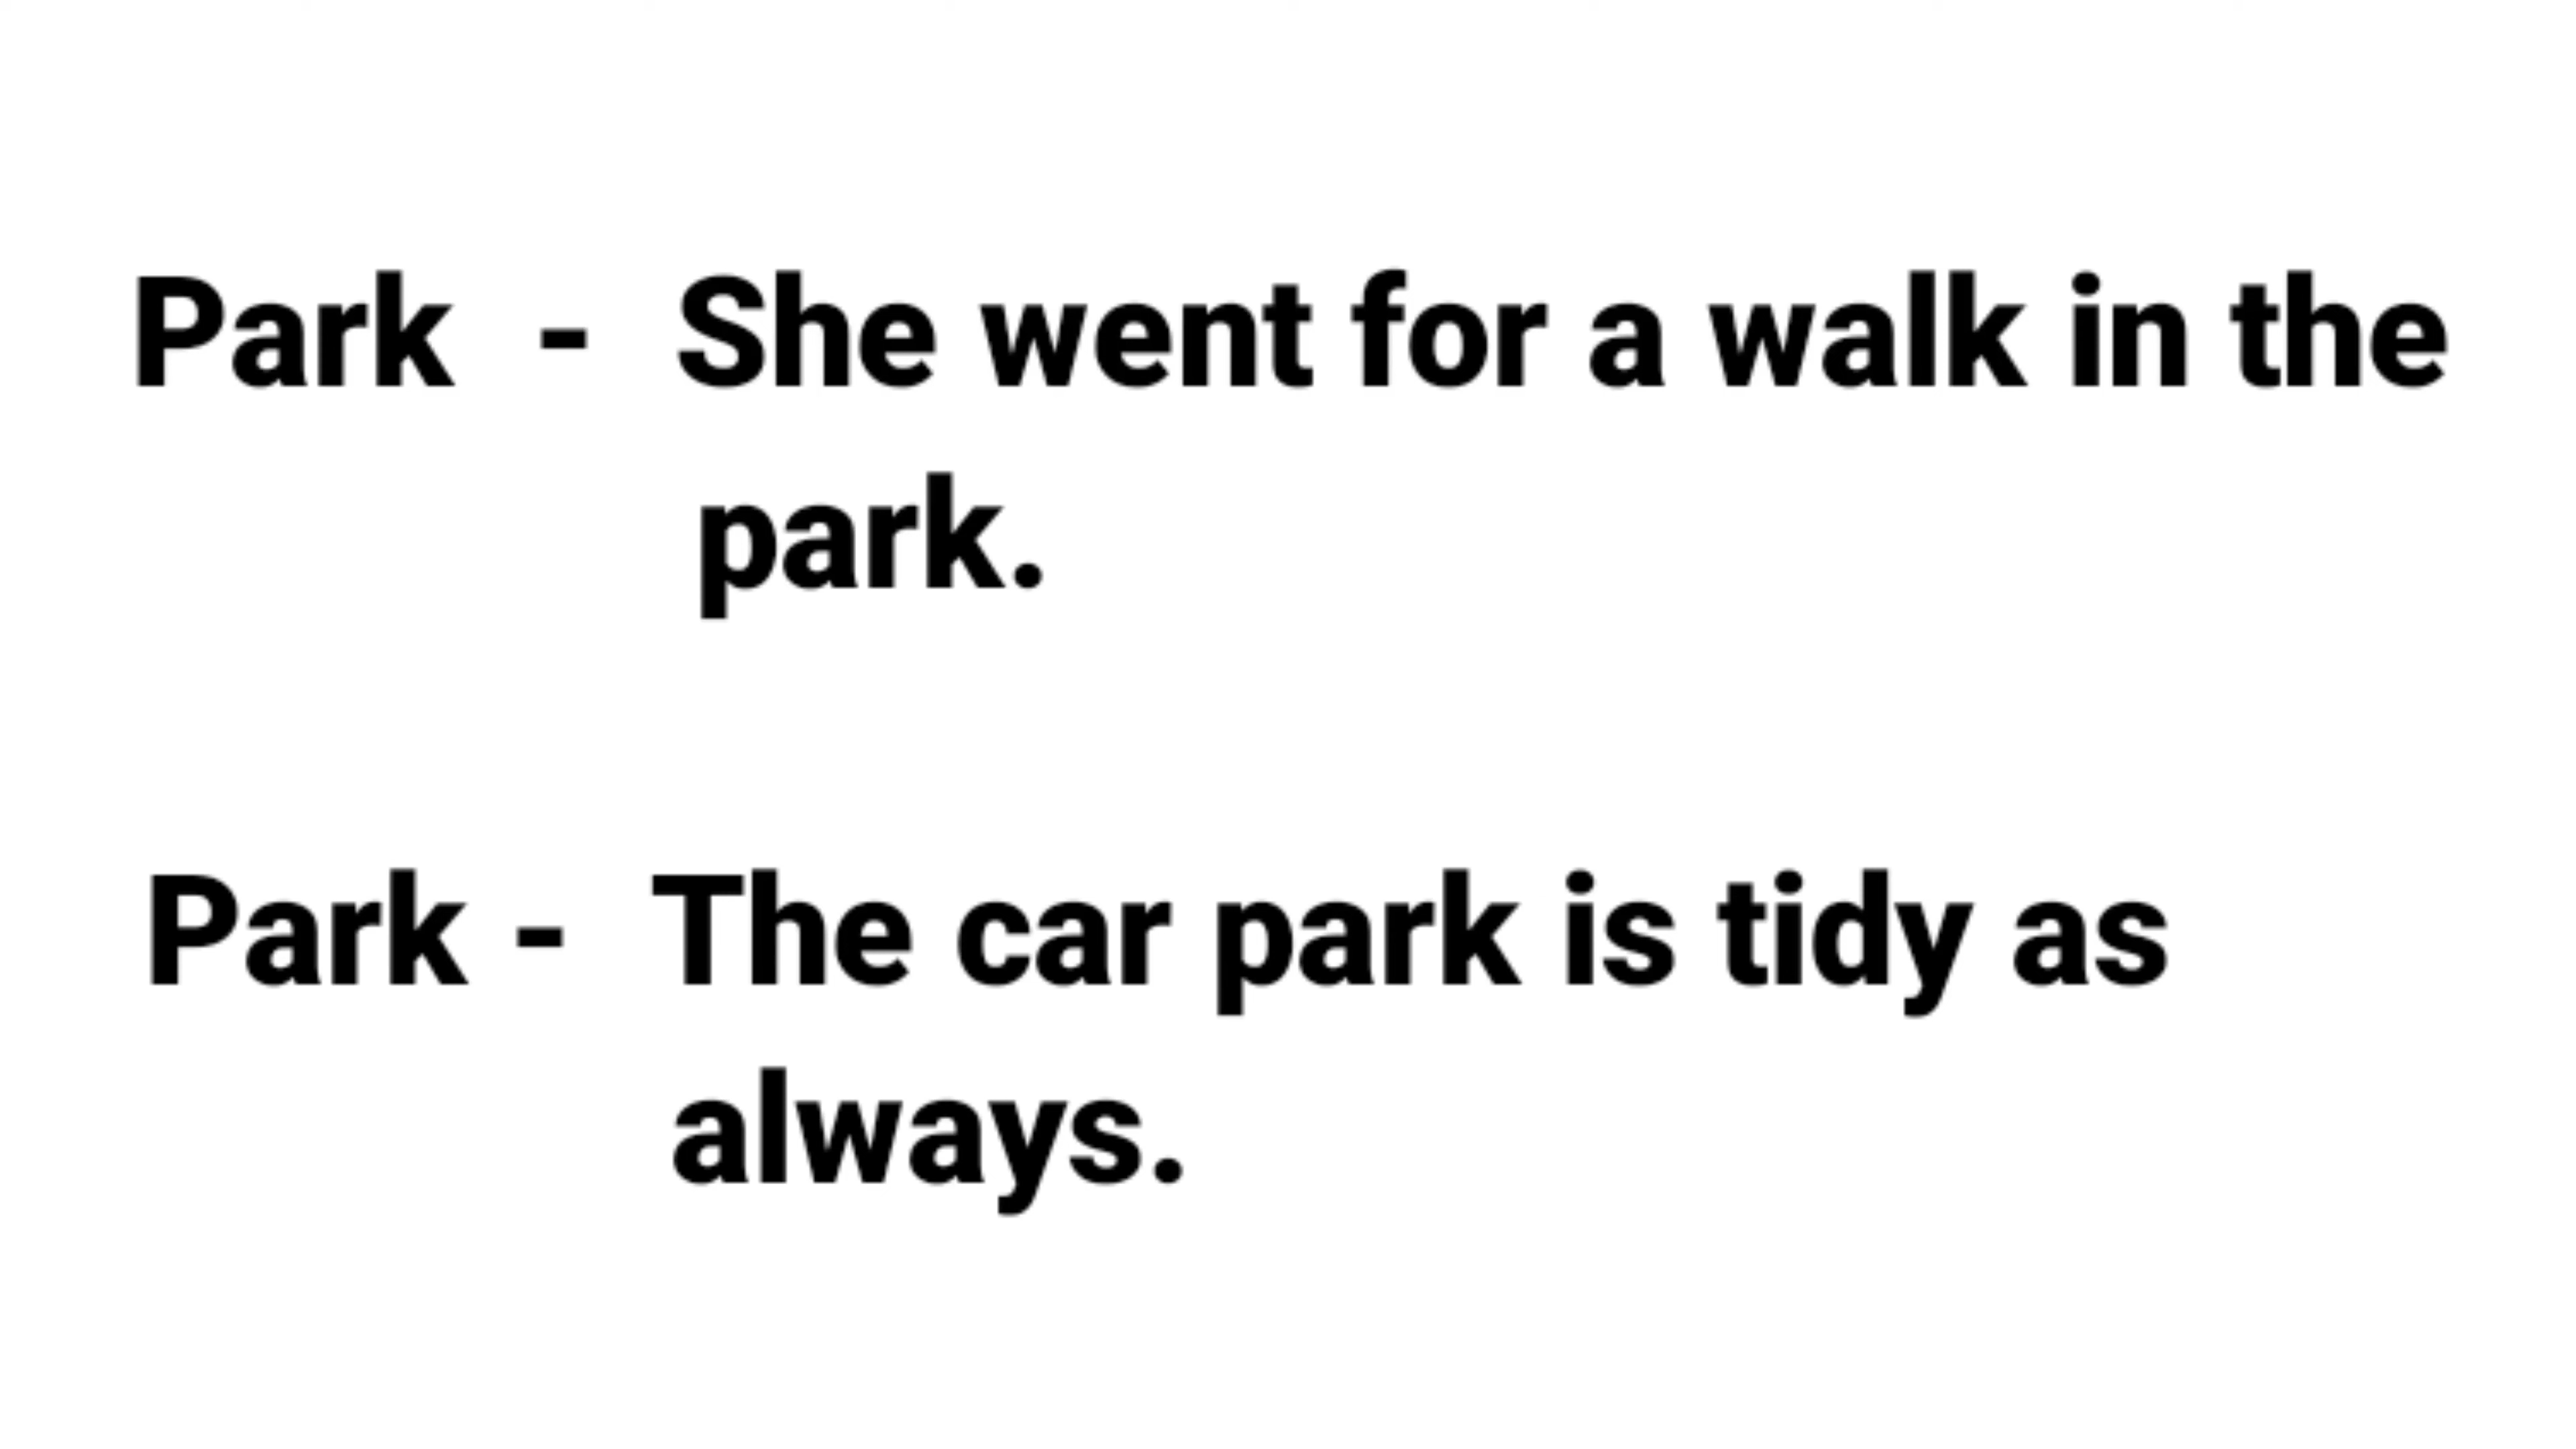 Park - She went for a walk in the
park.
Park - The car park is tidy as
always.